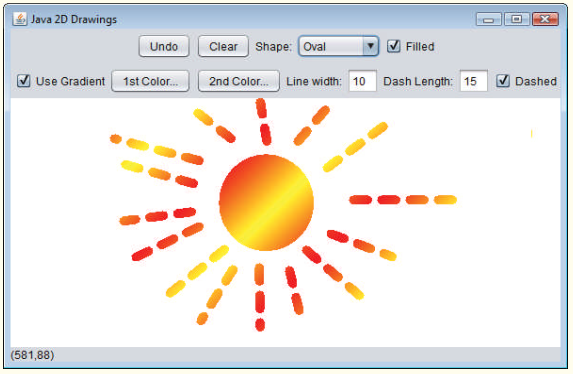 Java 2D Drawings
Undo Clear Shape: Oval Filled
Use Gradient 1st Color... 2nd Color... Line width: 10 Dash Length: 15 Dashed
(581,88)